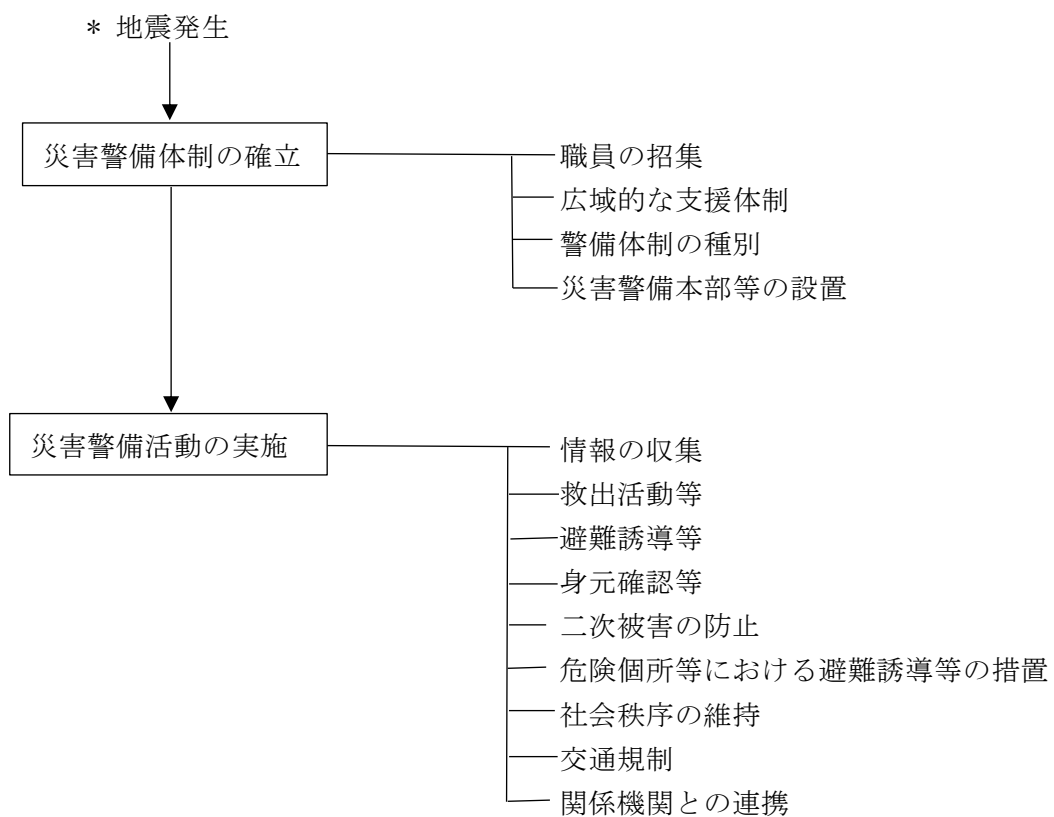 * 地震発生
災害警備体制の確立
職員の招集
広域的な支援体制
警備体制の種別
災害警備本部等の設置
災害警備活動の実施
情報の収集
救出活動等
避難誘導等
身元確認等
二次被害の防止
危険個所等における避難誘導等の措置
社会秩序の維持
交通規制
関係機関との連携